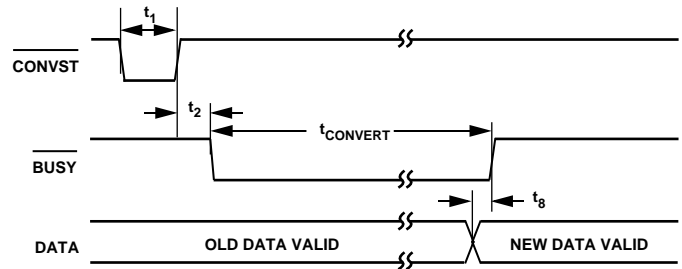 t1
CONVST
t2
tCONVERT
BUSY
t8
DATA
OLD DATA VALID
NEW DATA VALID